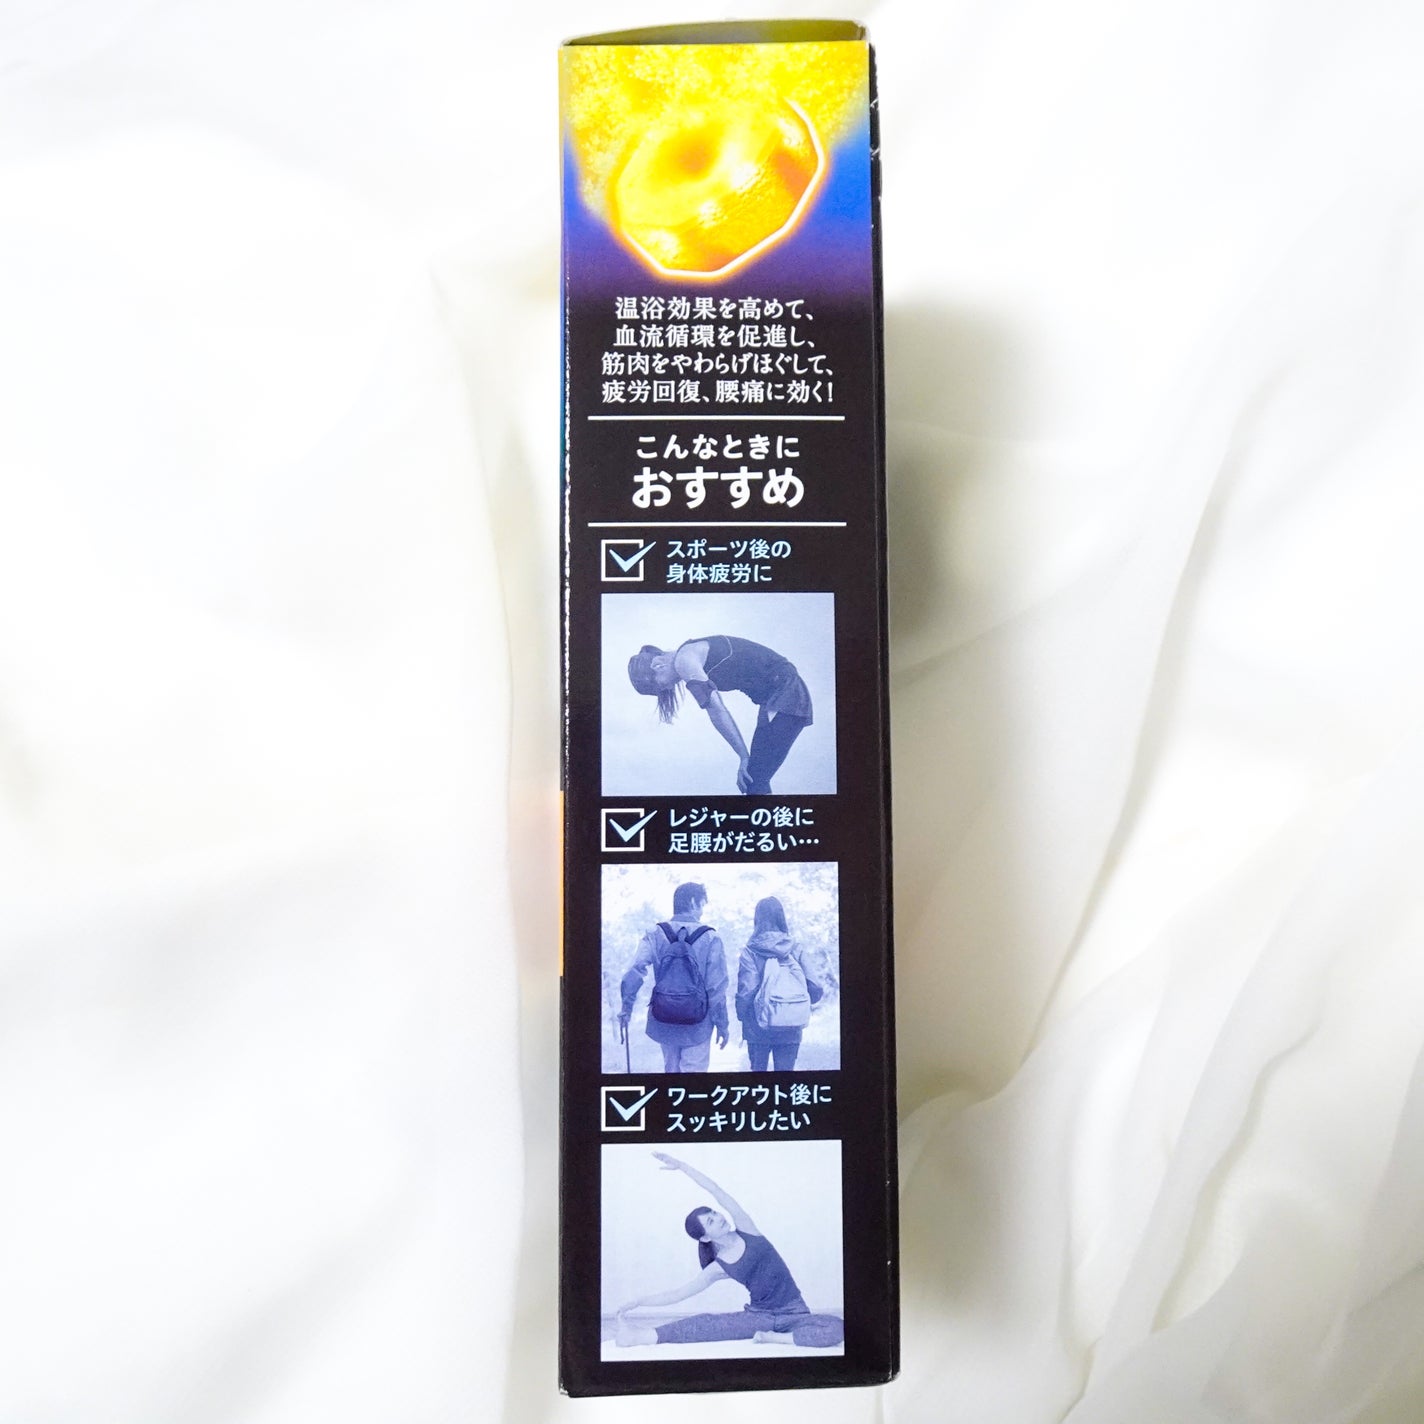 温浴効果を高めて、
血流循環を促進し、
筋肉をやわらげほぐして、
疲労回復、腰痛に効く!
こんなときに
おすすめ
スポーツ後の
身体疲労に
レジャーの後に
足腰がだるい…
ワークアウト後に
スッキリしたい